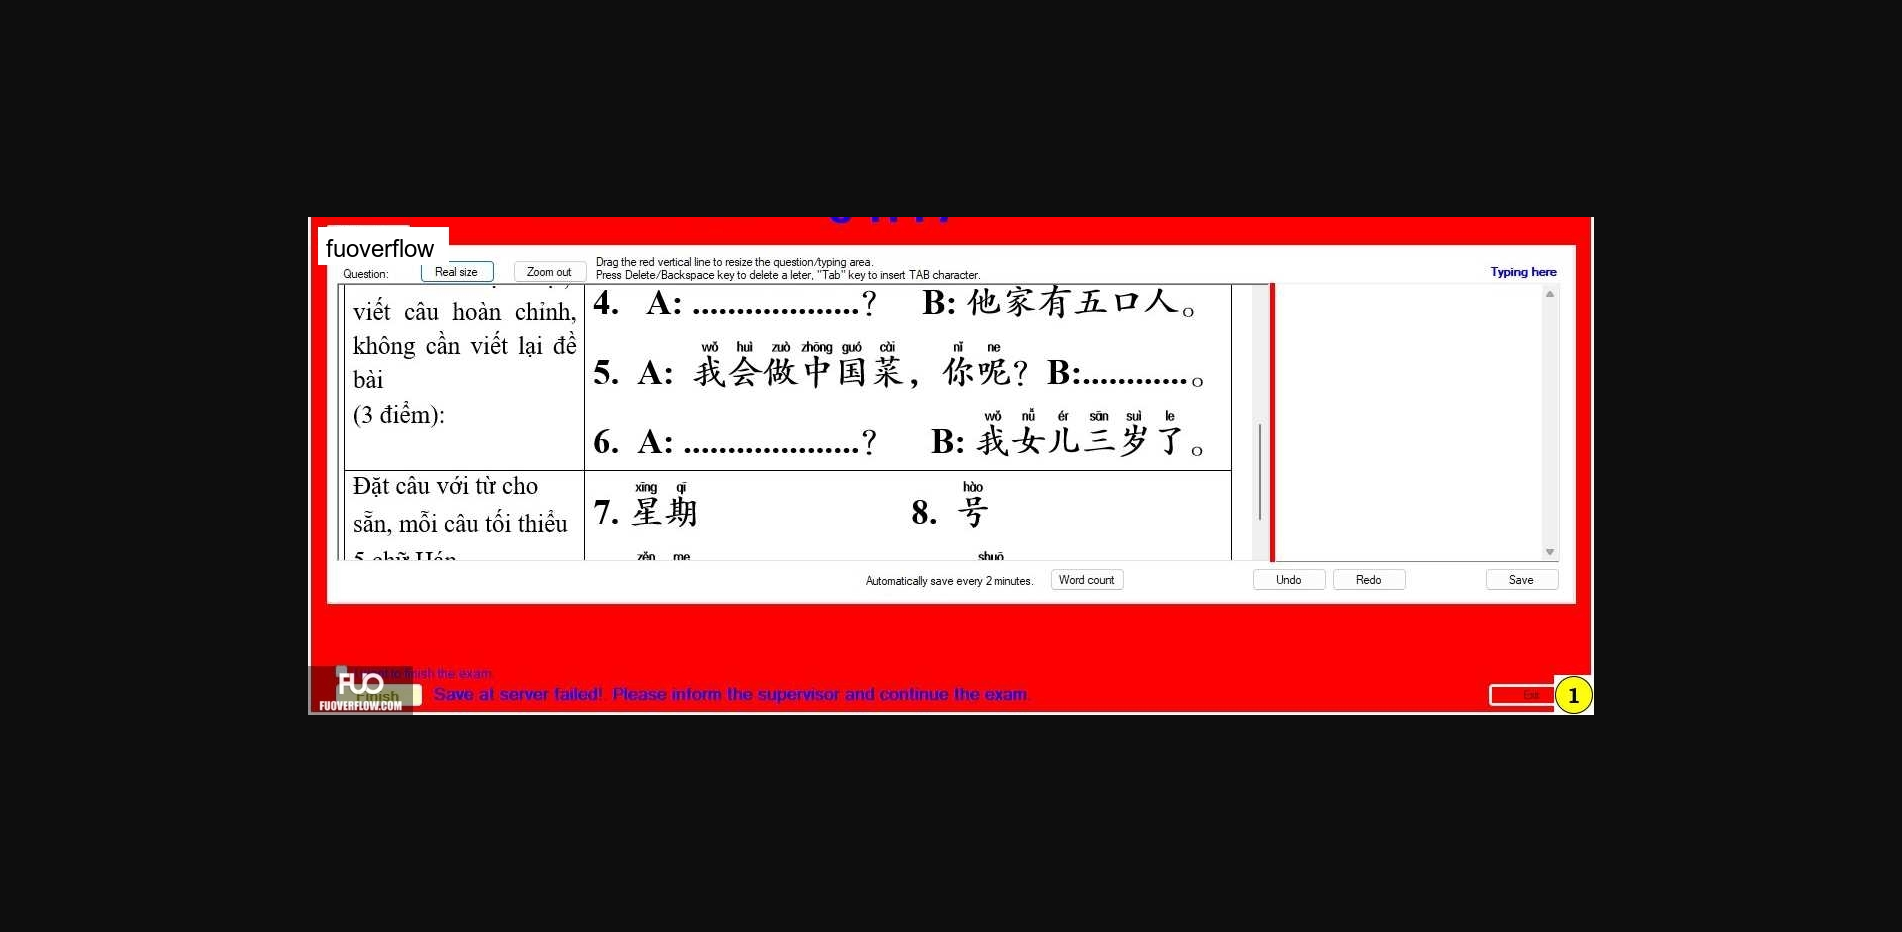 fuoverflow
Question:
Real size
Zoom out
Drag the red vertical line to resize the question/typing area.
Press Delete/Backspace key to delete a leter, "Tab" key to insert TAB character.
Typing here
viết câu hoàn chỉnh,
không cần viết lại đề
bài
(3 điểm):
4. A: ...................? B: 他家有五口人。
wǒ huì zuò zhōng guó cài nǐ ne
5. A: 我会做中国菜，你呢? B:............。
wǒ nǚ ér sān suì le
6. A: ....................? B: 我女儿三岁了。
Đặt câu với từ cho
sẵn, mỗi câu tối thiểu
5 chữ Hán
xīng qī hào
7. 星期 8. 号
zěn me shuō
Automatically save every 2 minutes.
Word count
Undo
Redo
Save
finish the exam.
Finish
Save at server failed!. Please inform the supervisor and continue the exam.
Exit
1
FUO
FUOVERFLOW.COM